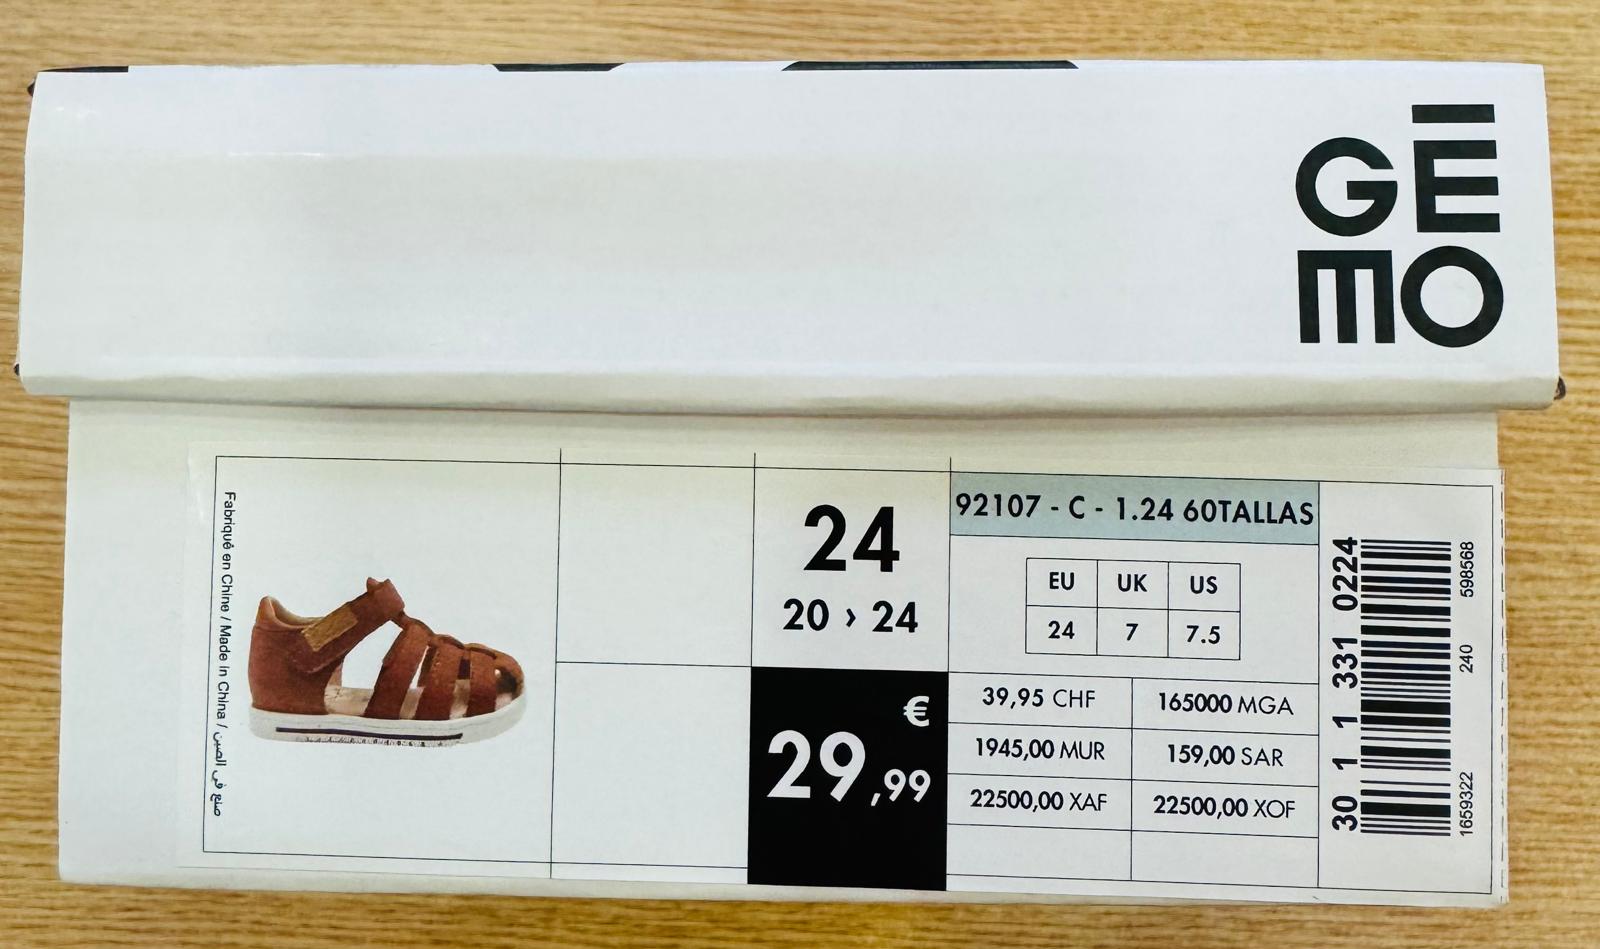 GEMO
Fabriqué en Chine / Made in China / صنع في الصين
24
20 › 24
€
29,99
92107 - C - 1.24 60TALLAS
EU UK US
24 7 7.5
39,95 CHF 165000 MGA
1945,00 MUR 159,00 SAR
22500,00 XAF 22500,00 XOF
30 1 1 331 0224
1659322 240 598568